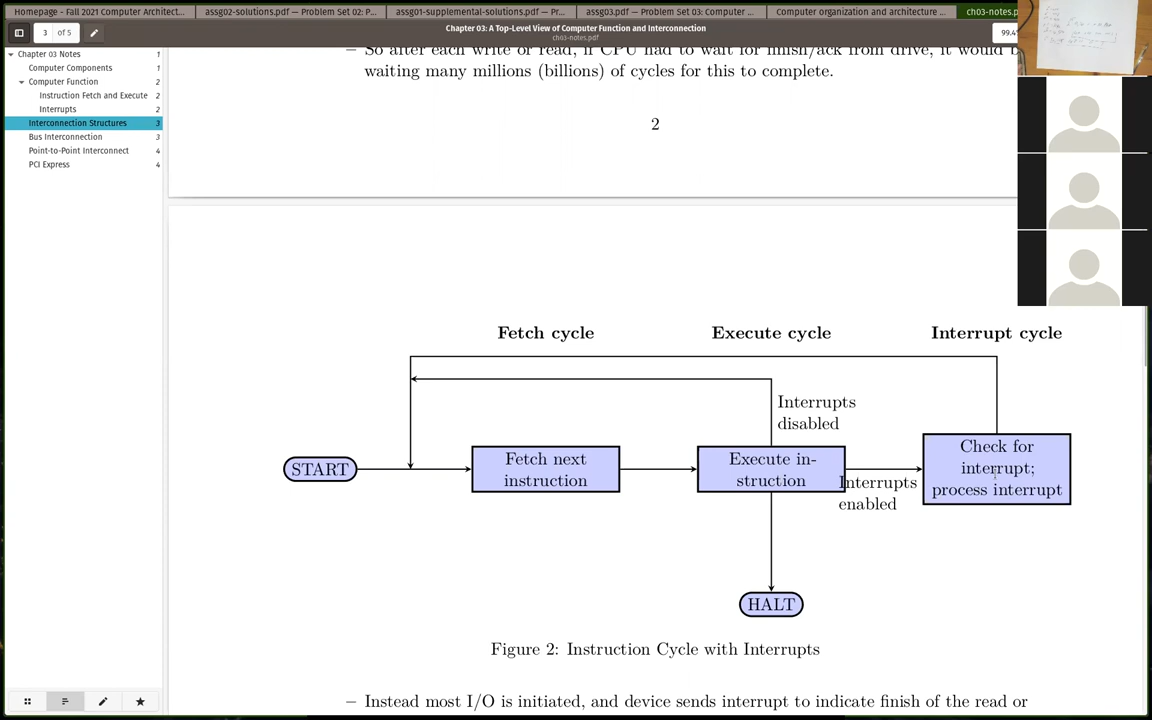 Homepage - Fall 2021 Computer Architect...
assg02-solutions.pdf — Problem Set 02: P...
assg01-supplemental-solutions.pdf — Pr...
assg03.pdf — Problem Set 03: Computer ...
Computer organization and architecture ...
ch03-notes.p
3 of 5
Chapter 03: A Top-Level View of Computer Function and Interconnection
ch03-notes.pdf
99.4
Chapter 03 Notes 1
Computer Components 1
Computer Function 2
Instruction Fetch and Execute 2
Interrupts 2
Interconnection Structures 3
Bus Interconnection 3
Point-to-Point Interconnect 4
PCI Express 4
– So after each write or read, if CPU had to wait for finish/ack from drive, it would b
waiting many millions (billions) of cycles for this to complete.
2
Fetch cycle
Execute cycle
Interrupt cycle
Interrupts
disabled
START
Fetch next
instruction
Execute in-
struction
Interrupts
enabled
Check for
interrupt;
process interrupt
HALT
Figure 2: Instruction Cycle with Interrupts
– Instead most I/O is initiated, and device sends interrupt to indicate finish of the read or